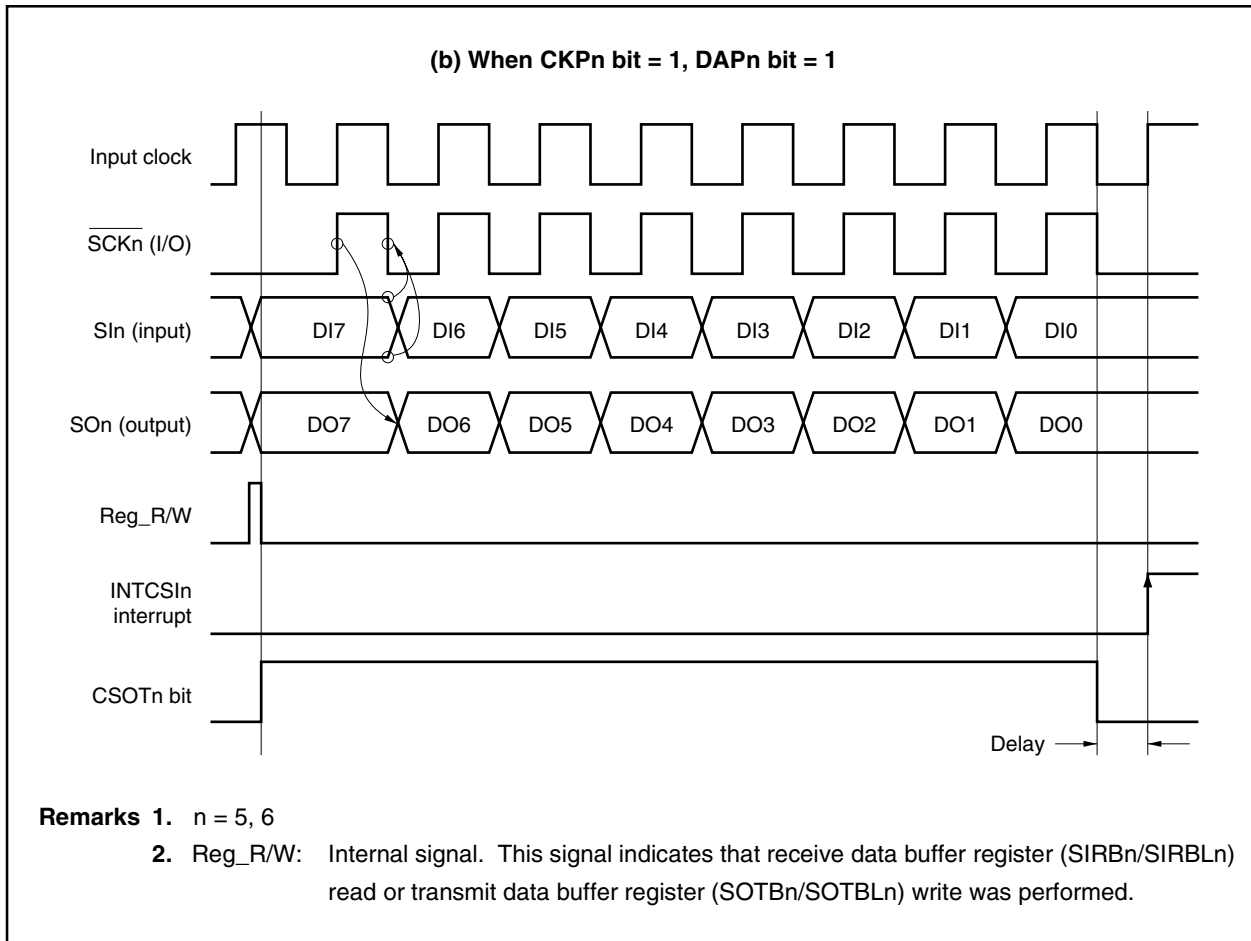 (b) When CKPn bit = 1, DAPn bit = 1
Input clock
SCKn (I/O)
SIn (input)
DI7 DI6 DI5 DI4 DI3 DI2 DI1 DI0
SOn (output)
DO7 DO6 DO5 DO4 DO3 DO2 DO1 DO0
Reg_R/W
INTCSIn
interrupt
CSOTn bit
Delay
Remarks 1. n = 5, 6
2. Reg_R/W: Internal signal. This signal indicates that receive data buffer register (SIRBn/SIRBLn)
read or transmit data buffer register (SOTBn/SOTBLn) write was performed.